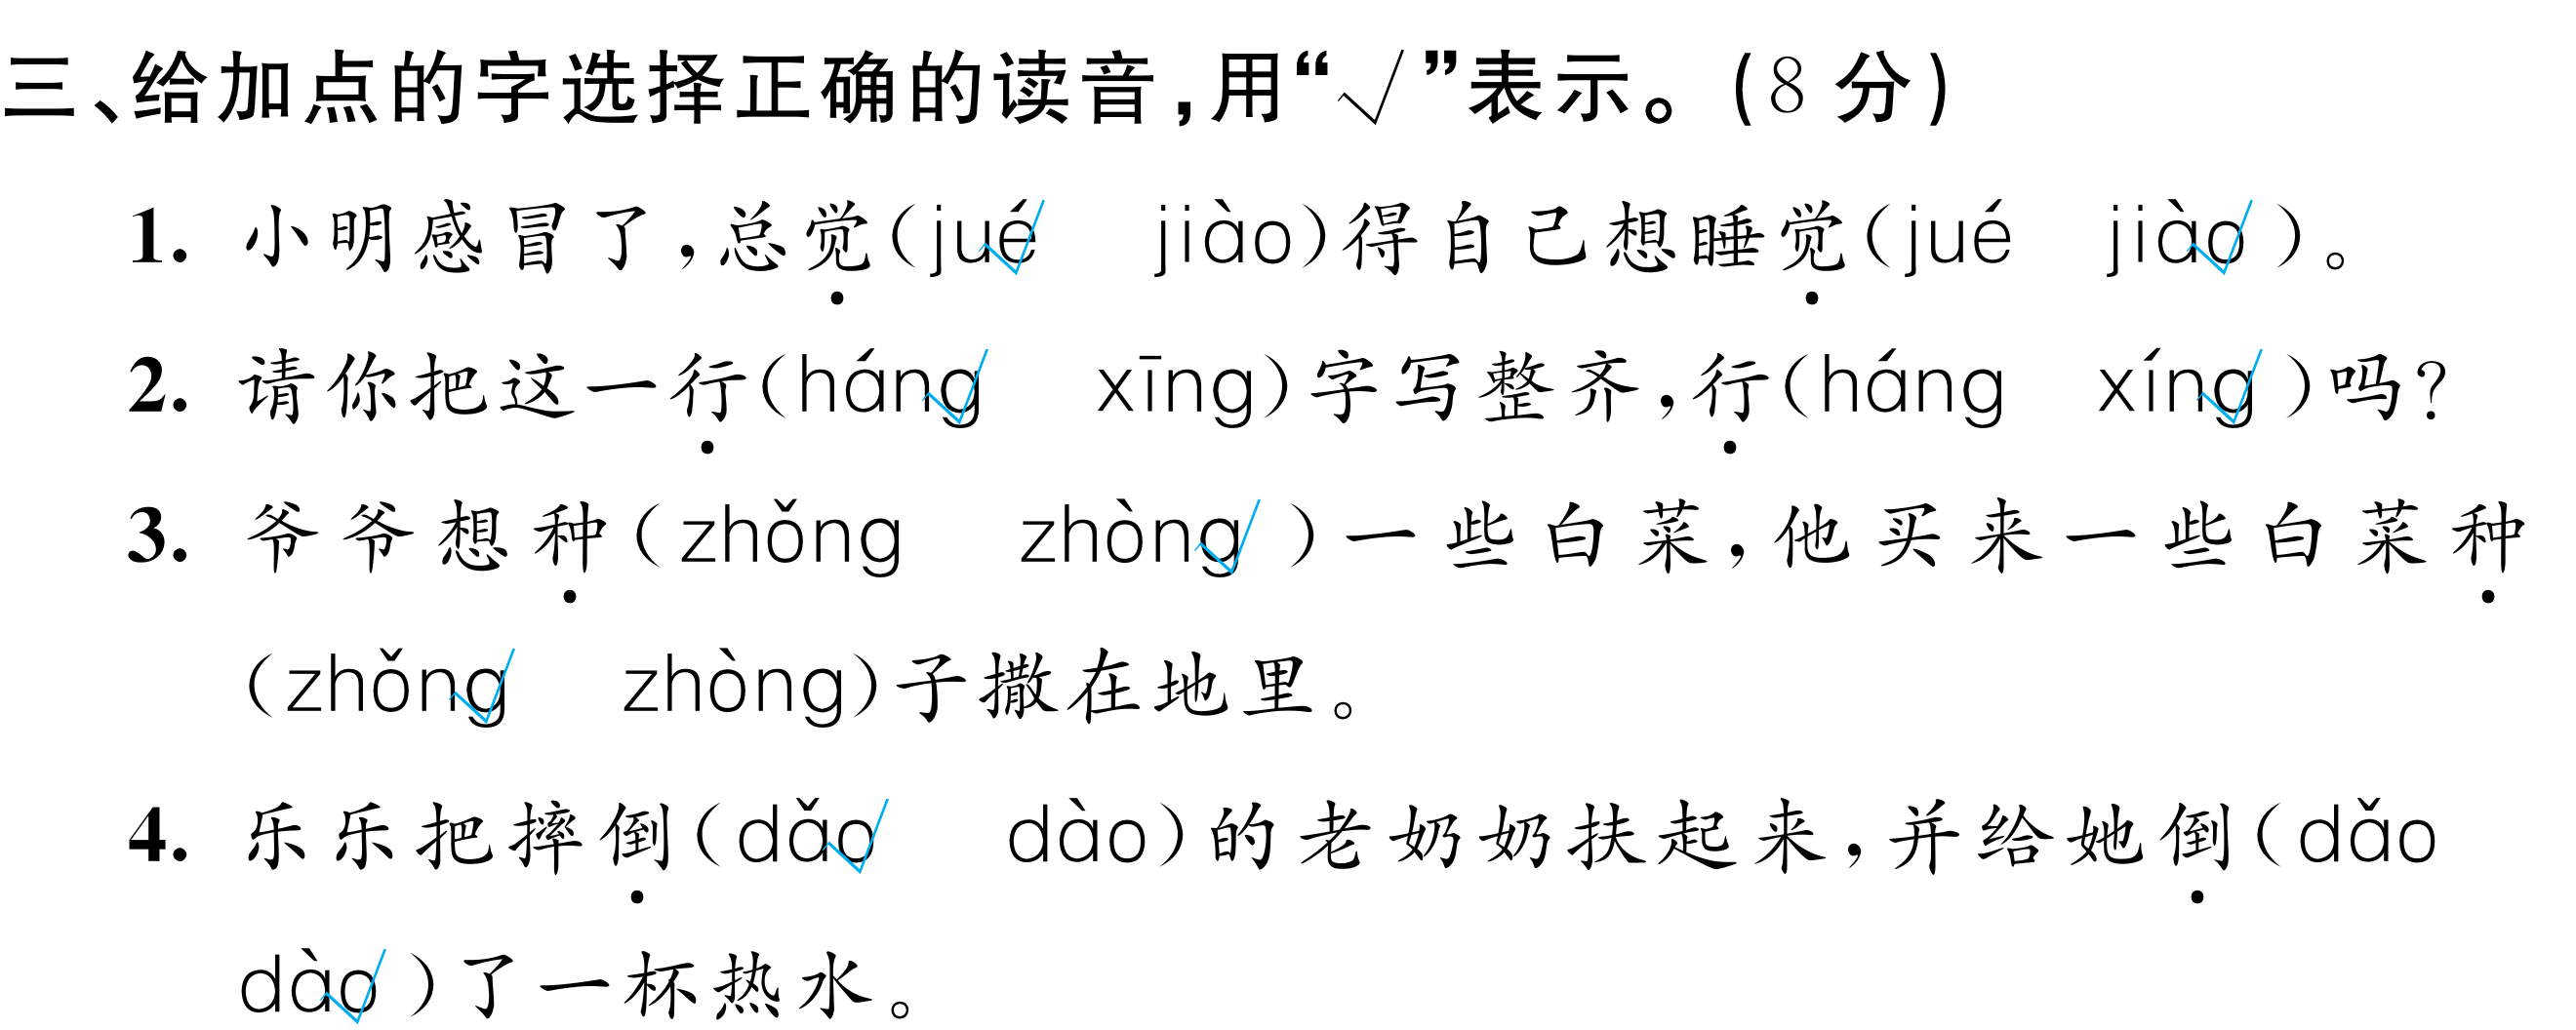 三、给加点的字选择正确的读音,用“√”表示。(8 分)
1. 小明感冒了,总觉(jué√ jiào)得自己想睡觉(jué jiào√)。
2. 请你把这一行(háng√ xīng)字写整齐,行(háng xíng√)吗?
3. 爷爷想种(zhǒng zhòng√)一些白菜,他买来一些白菜种
(zhǒng√ zhòng)子撒在地里。
4. 乐乐把摔倒(dǎo√ dào)的老奶奶扶起来,并给她倒(dǎo
dào√)了一杯热水。